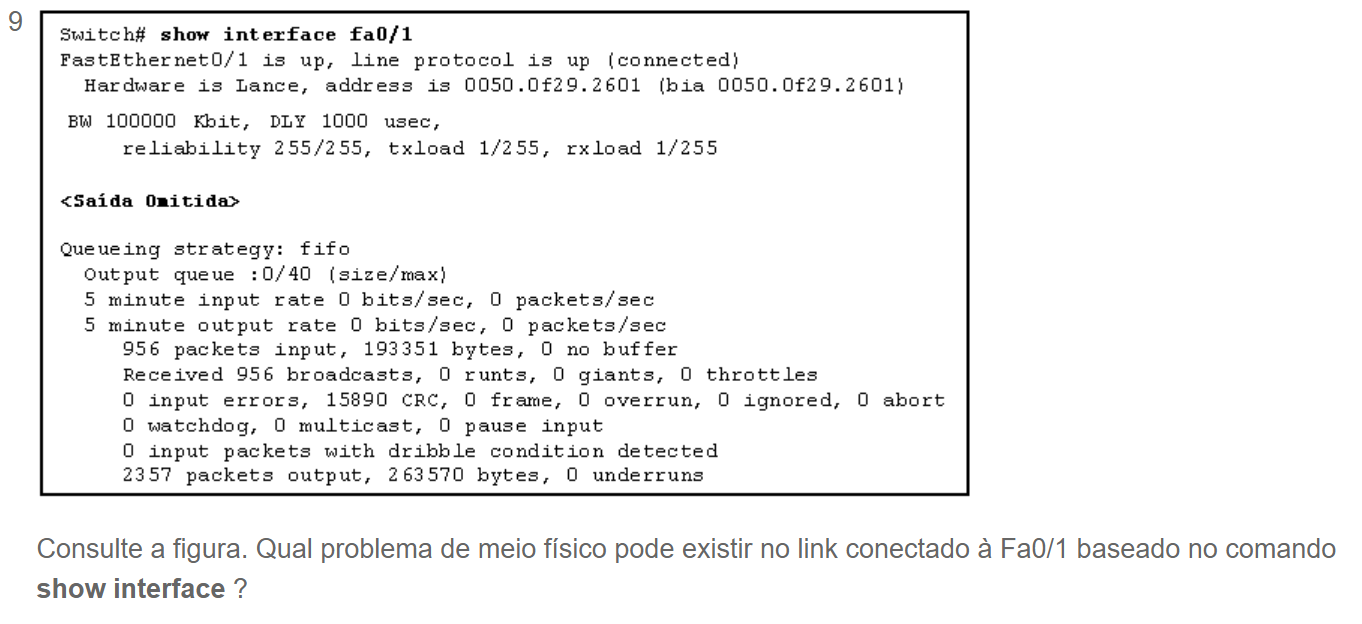 9
Switch# show interface fa0/1
FastEthernet0/1 is up, line protocol is up (connected)
Hardware is Lance, address is 0050.0f29.2601 (bia 0050.0f29.2601)
BW 100000 Kbit, DLY 1000 usec,
reliability 255/255, txload 1/255, rxload 1/255
<Saída Omitida>
Queueing strategy: fifo
Output queue :0/40 (size/max)
5 minute input rate 0 bits/sec, 0 packets/sec
5 minute output rate 0 bits/sec, 0 packets/sec
956 packets input, 193351 bytes, 0 no buffer
Received 956 broadcasts, 0 runts, 0 giants, 0 throttles
0 input errors, 15890 CRC, 0 frame, 0 overrun, 0 ignored, 0 abort
0 watchdog, 0 multicast, 0 pause input
0 input packets with dribble condition detected
2357 packets output, 263570 bytes, 0 underruns
Consulte a figura. Qual problema de meio físico pode existir no link conectado à Fa0/1 baseado no comando
show interface ?